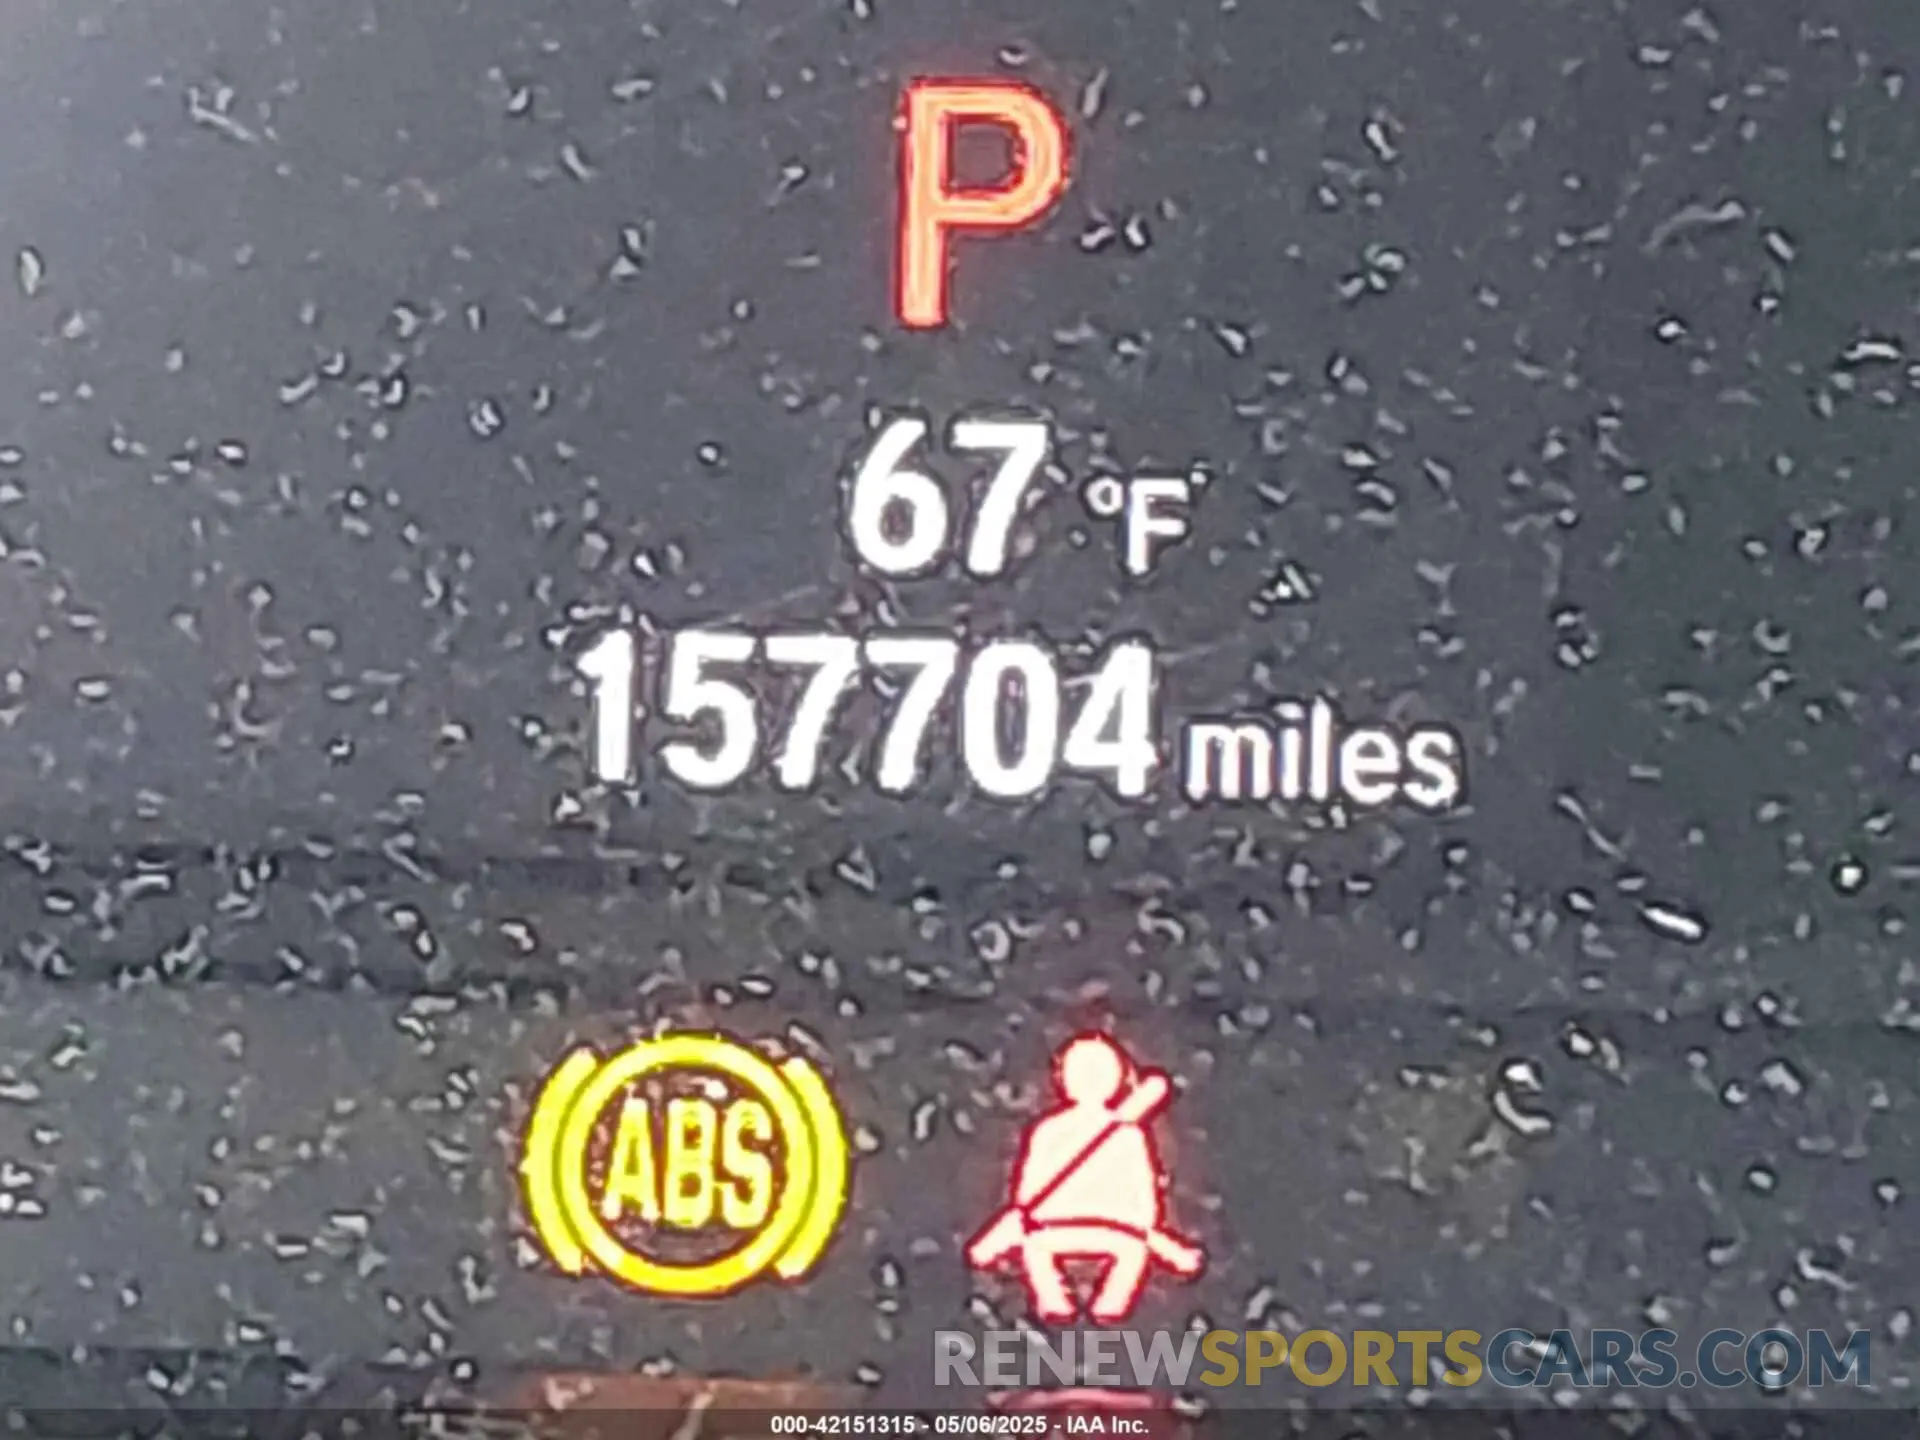 P
67 °F
157704 miles
ABS
RENEWSPORTSCARS.COM
000-42151315 - 05/06/2025 - IAA Inc.